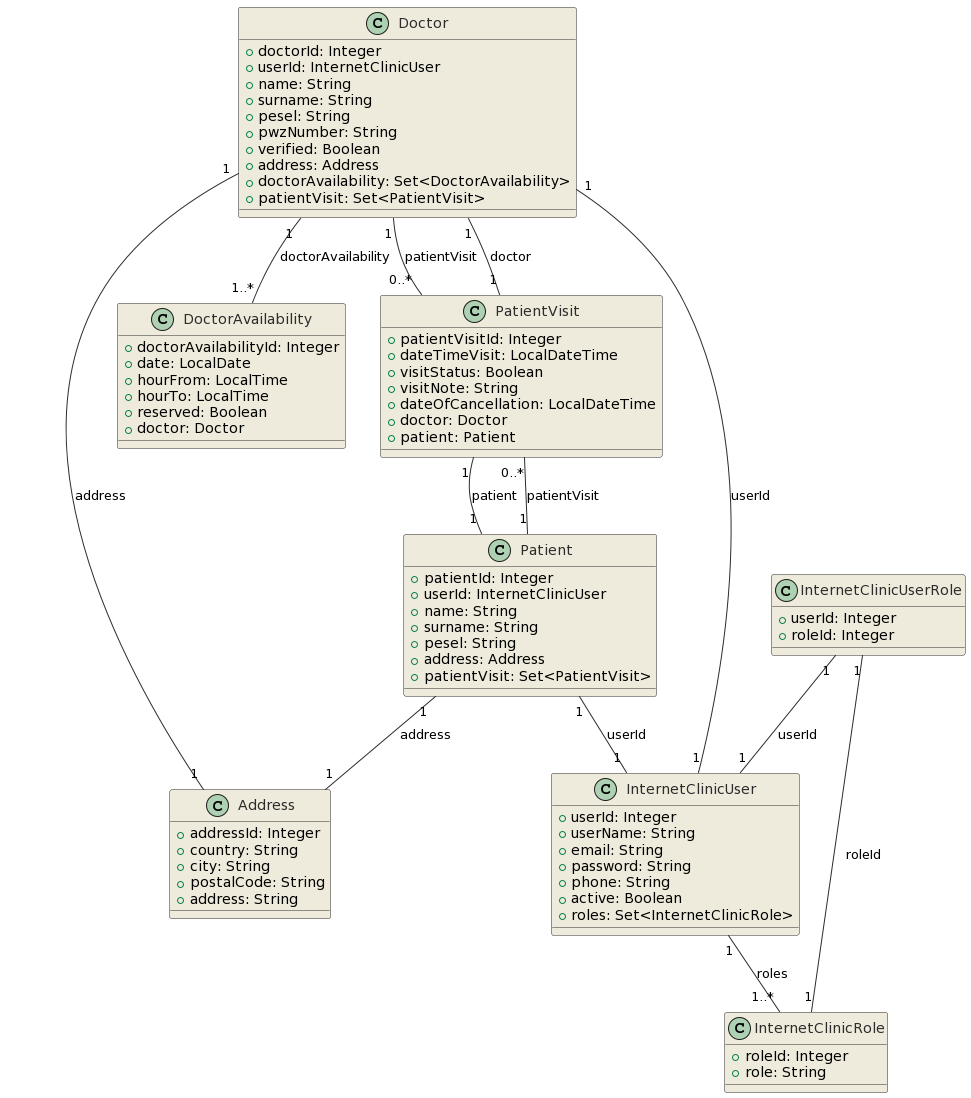 C Doctor
doctorId: Integer
userId: InternetClinicUser
name: String
surname: String
pesel: String
pwzNumber: String
verified: Boolean
address: Address
doctorAvailability: Set<DoctorAvailability>
patientVisit: Set<PatientVisit>
1
1
1 1 1
doctorAvailability patientVisit doctor
1..* 0..* 1
C DoctorAvailability
doctorAvailabilityId: Integer
date: LocalDate
hourFrom: LocalTime
hourTo: LocalTime
reserved: Boolean
doctor: Doctor
C PatientVisit
patientVisitId: Integer
dateTimeVisit: LocalDateTime
visitStatus: Boolean
visitNote: String
dateOfCancellation: LocalDateTime
doctor: Doctor
patient: Patient
1 0..*
address patient patientVisit userId
1 1
C Patient
patientId: Integer
userId: InternetClinicUser
name: String
surname: String
pesel: String
address: Address
patientVisit: Set<PatientVisit>
C InternetClinicUserRole
userId: Integer
roleId: Integer
1 1
1 1
address userId userId
1 1 1 1 1
C Address
addressId: Integer
country: String
city: String
postalCode: String
address: String
C InternetClinicUser
userId: Integer
userName: String
email: String
password: String
phone: String
active: Boolean
roles: Set<InternetClinicRole>
roleId
1
roles
1..* 1
C InternetClinicRole
roleId: Integer
role: String